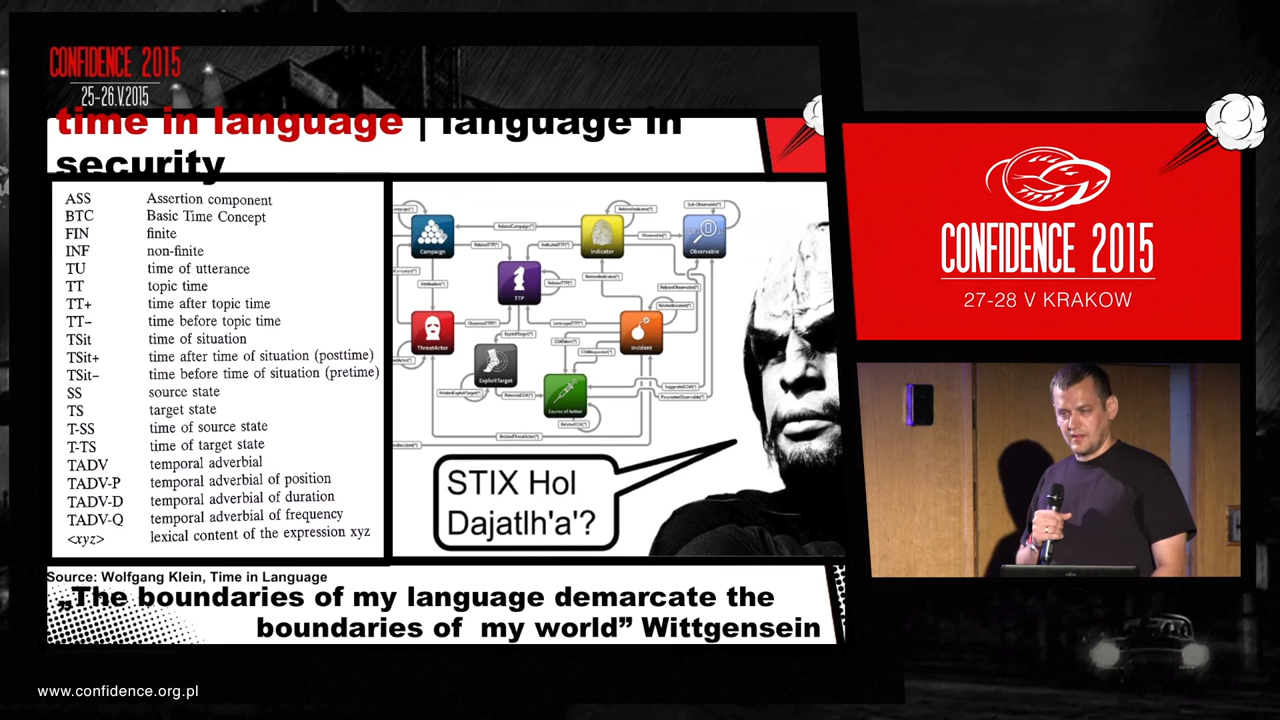 CONFIDENCE 2015
25-26.V.2015
time in language | language in
security
ASS Assertion component
BTC Basic Time Concept
FIN finite
INF non-finite
TU time of utterance
TT topic time
TT+ time after topic time
TT– time before topic time
TSit time of situation
TSit+ time after time of situation (posttime)
TSit– time before time of situation (pretime)
SS source state
TS target state
T-SS time of source state
T-TS time of target state
TADV temporal adverbial
TADV-P temporal adverbial of position
TADV-D temporal adverbial of duration
TADV-Q temporal adverbial of frequency
<xyz> lexical content of the expression xyz
Campaign
Indicator
Observable
TTP
ThreatActor
Incident
ExploitTarget
Course of Action
STIX Hol
Dajatlh'a'?
Source: Wolfgang Klein, Time in Language
„The boundaries of my language demarcate the
boundaries of my world” Wittgensein
CONFIDENCE 2015
27-28 V KRAKOW
www.confidence.org.pl